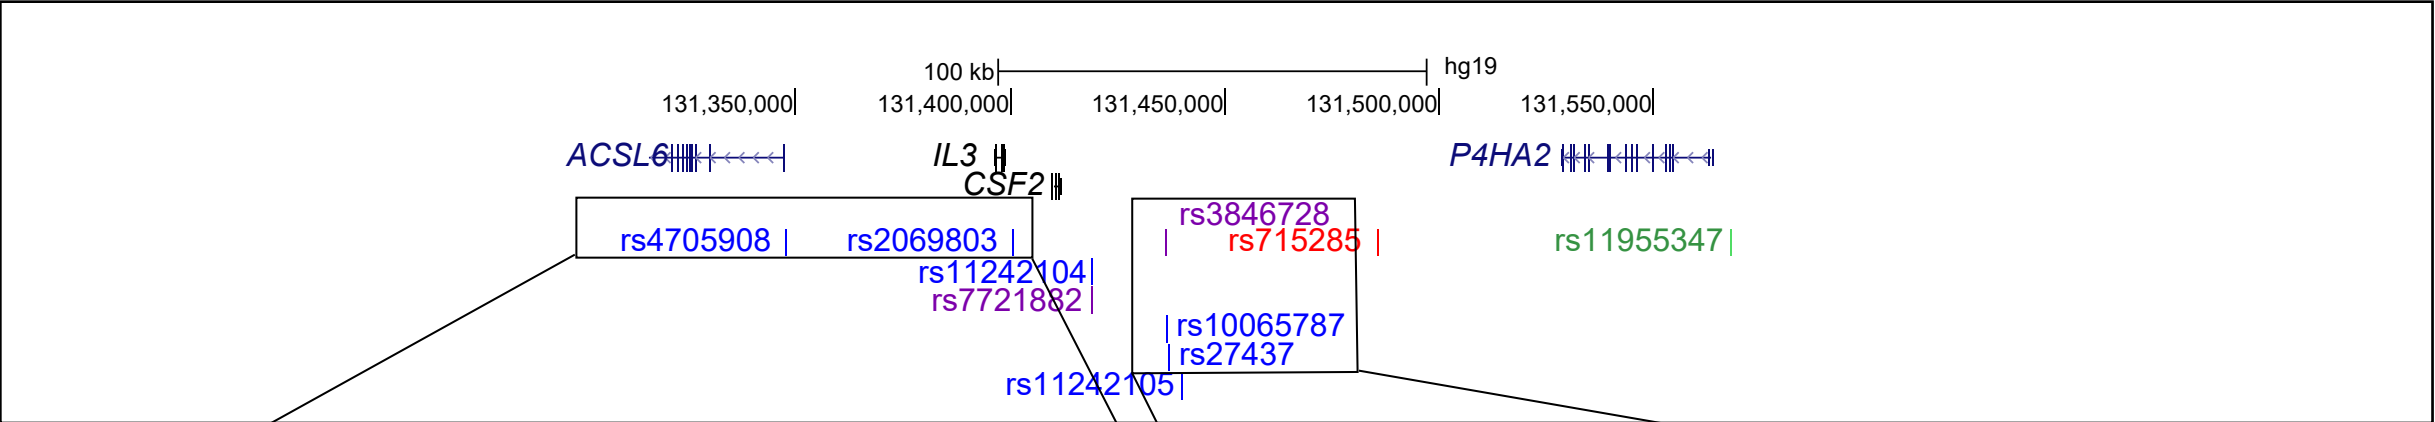 100 kb hg19
131,350,000 131,400,000 131,450,000 131,500,000 131,550,000
ACSL6 IL3 P4HA2
CSF2
rs3846728
rs4705908 rs2069803 rs715285 rs11955347
rs11242104
rs7721882
rs10065787
rs27437
rs11242105